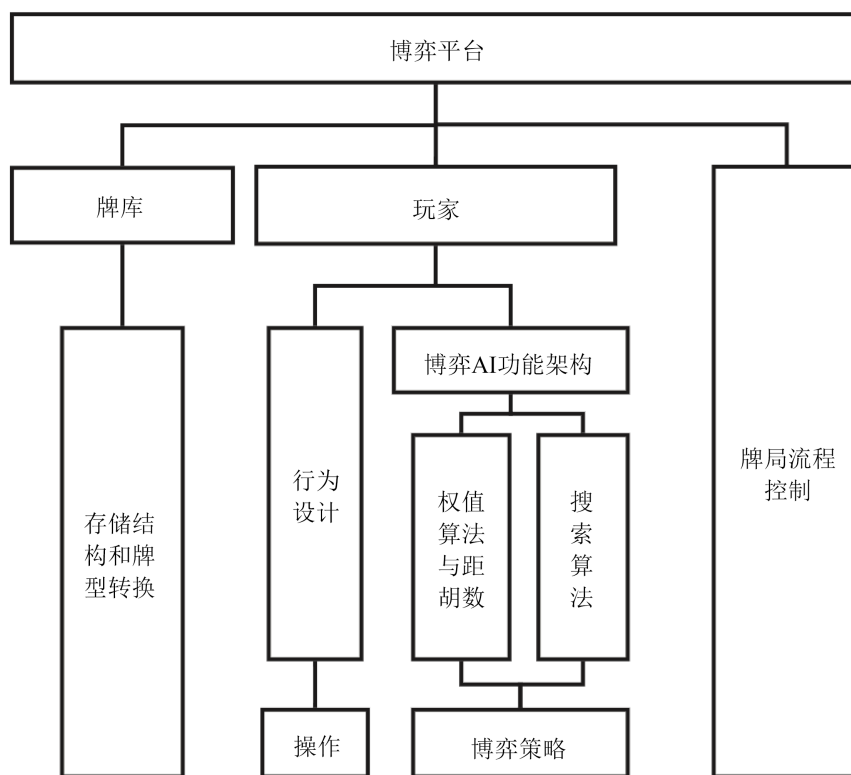 博弈平台
牌库
玩家
博弈AI功能架构
行为
设计
权值
算法
与距
胡数
搜
索
算
法
牌局流程
控制
存储结
构和牌
型转换
操作
博弈策略